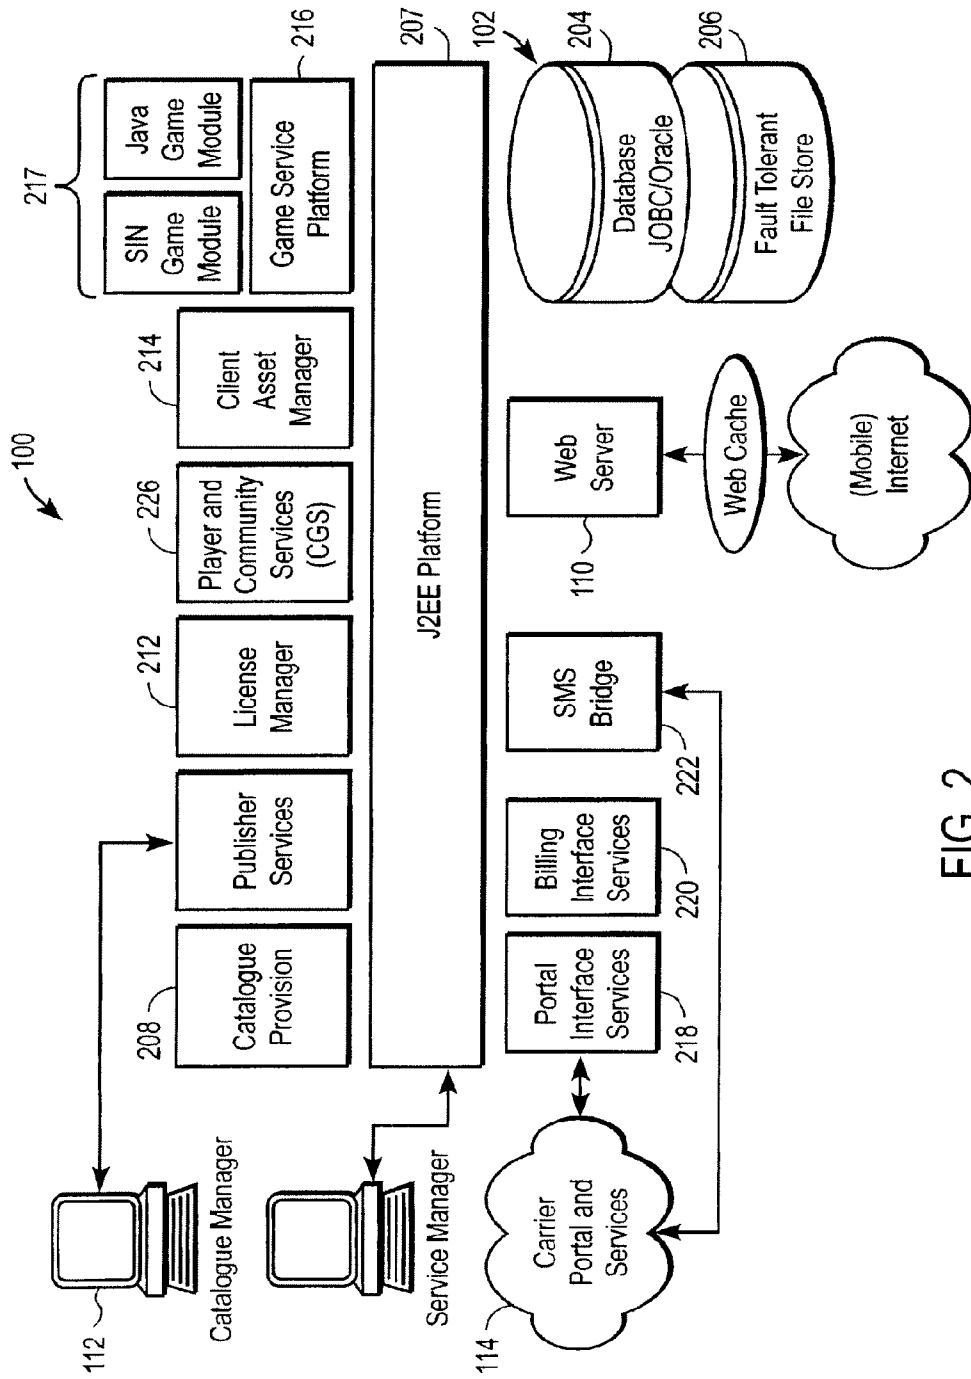 100
217
SIN
Game
Module
Java
Game
Module
112
208
212
226
214
216
Catalogue Manager
Catalogue
Provision
Publisher
Services
License
Manager
Player and
Community
Services
(CGS)
Client
Asset
Manager
Game Service
Platform
207
Service Manager
J2EE Platform
102
114
Carrier
Portal and
Services
Portal
Interface
Services
Billing
Interface
Services
SMS
Bridge
Web
Server
Database
JOBC/Oracle
204
218
220
222
110
Web Cache
Fault Tolerant
File Store
206
(Mobile)
Internet
FIG. 2